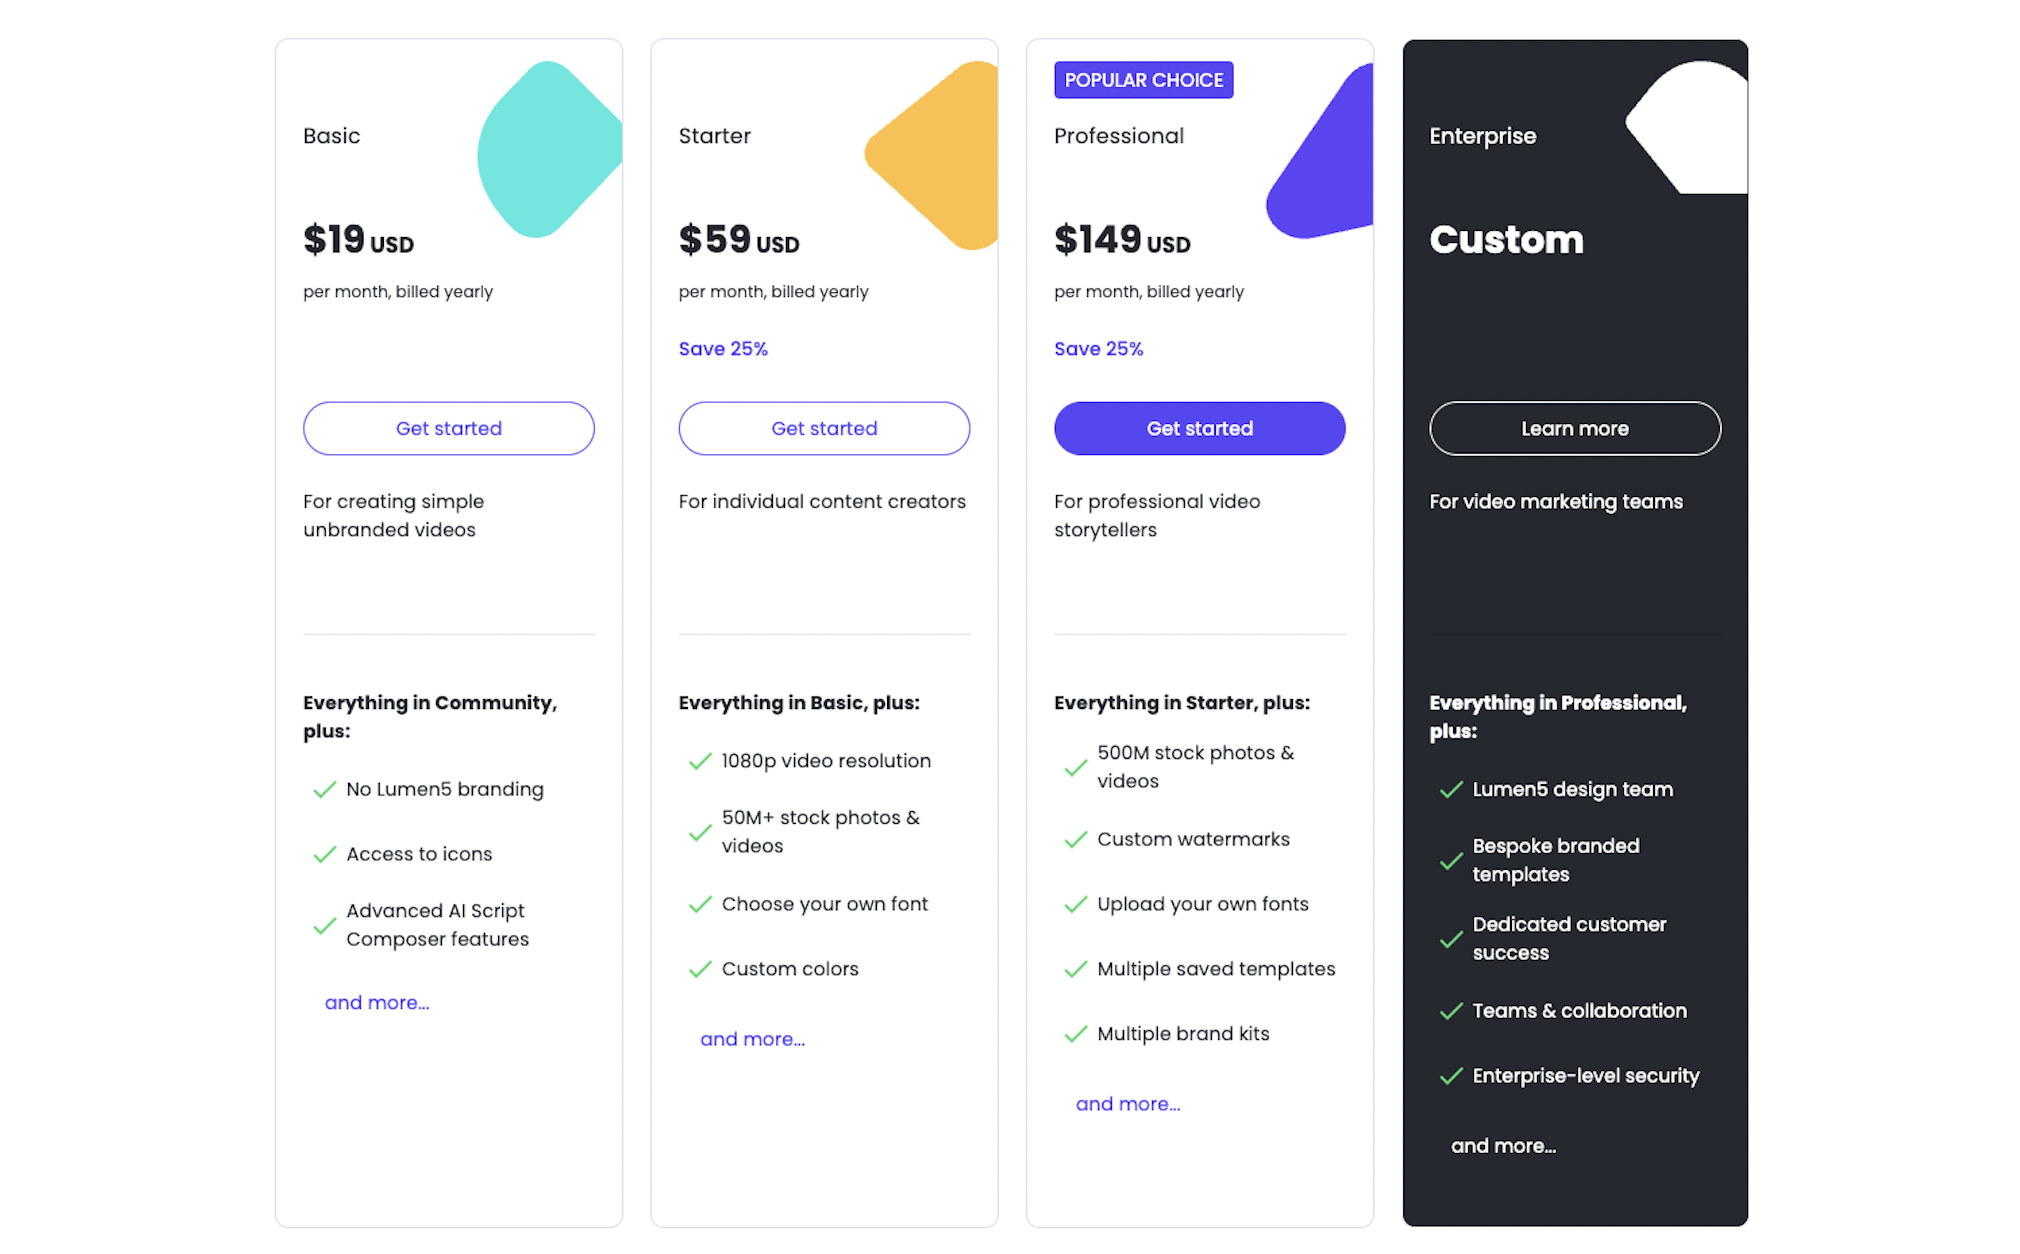 Basic
$19 USD
per month, billed yearly
Get started
For creating simple
unbranded videos
Everything in Community,
plus:
No Lumen5 branding
Access to icons
Advanced AI Script
Composer features
and more...
Starter
$59 USD
per month, billed yearly
Save 25%
Get started
For individual content creators
Everything in Basic, plus:
1080p video resolution
50M+ stock photos &
videos
Choose your own font
Custom colors
and more...
POPULAR CHOICE
Professional
$149 USD
per month, billed yearly
Save 25%
Get started
For professional video
storytellers
Everything in Starter, plus:
500M stock photos &
videos
Custom watermarks
Upload your own fonts
Multiple saved templates
Multiple brand kits
and more...
Enterprise
Custom
Learn more
For video marketing teams
Everything in Professional,
plus:
Lumen5 design team
Bespoke branded
templates
Dedicated customer
success
Teams & collaboration
Enterprise-level security
and more...